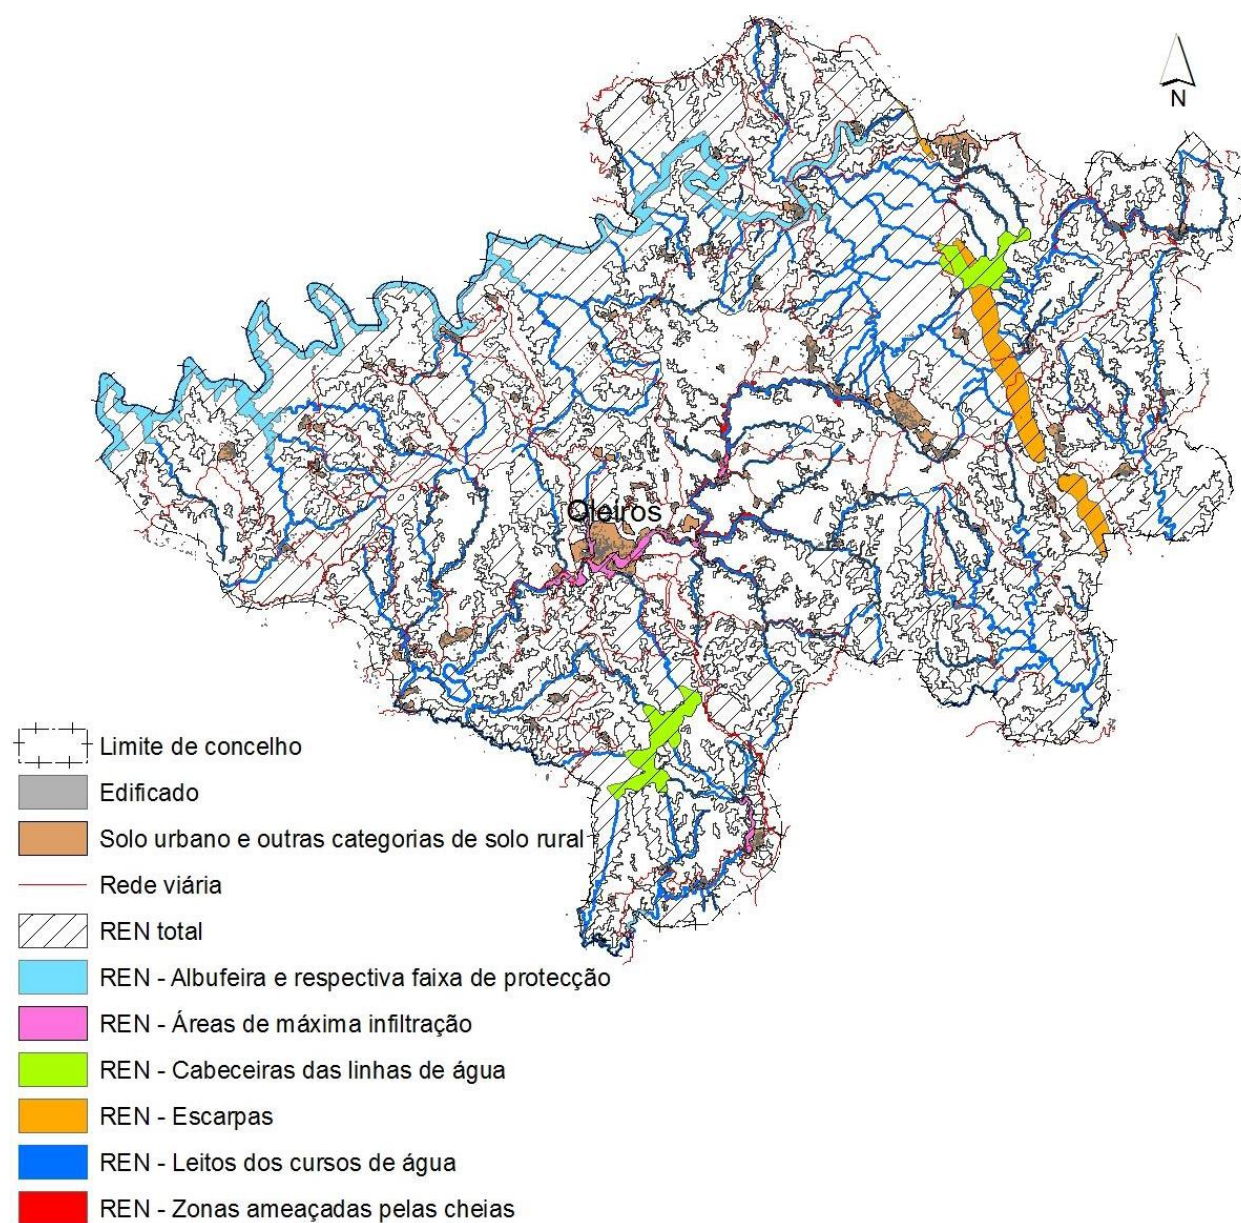 N
Oleiros
Limite de concelho
Edificado
Solo urbano e outras categorias de solo rural
Rede viária
REN total
REN - Albufeira e respectiva faixa de protecção
REN - Áreas de máxima infiltração
REN - Cabeceiras das linhas de água
REN - Escarpas
REN - Leitos dos cursos de água
REN - Zonas ameaçadas pelas cheias